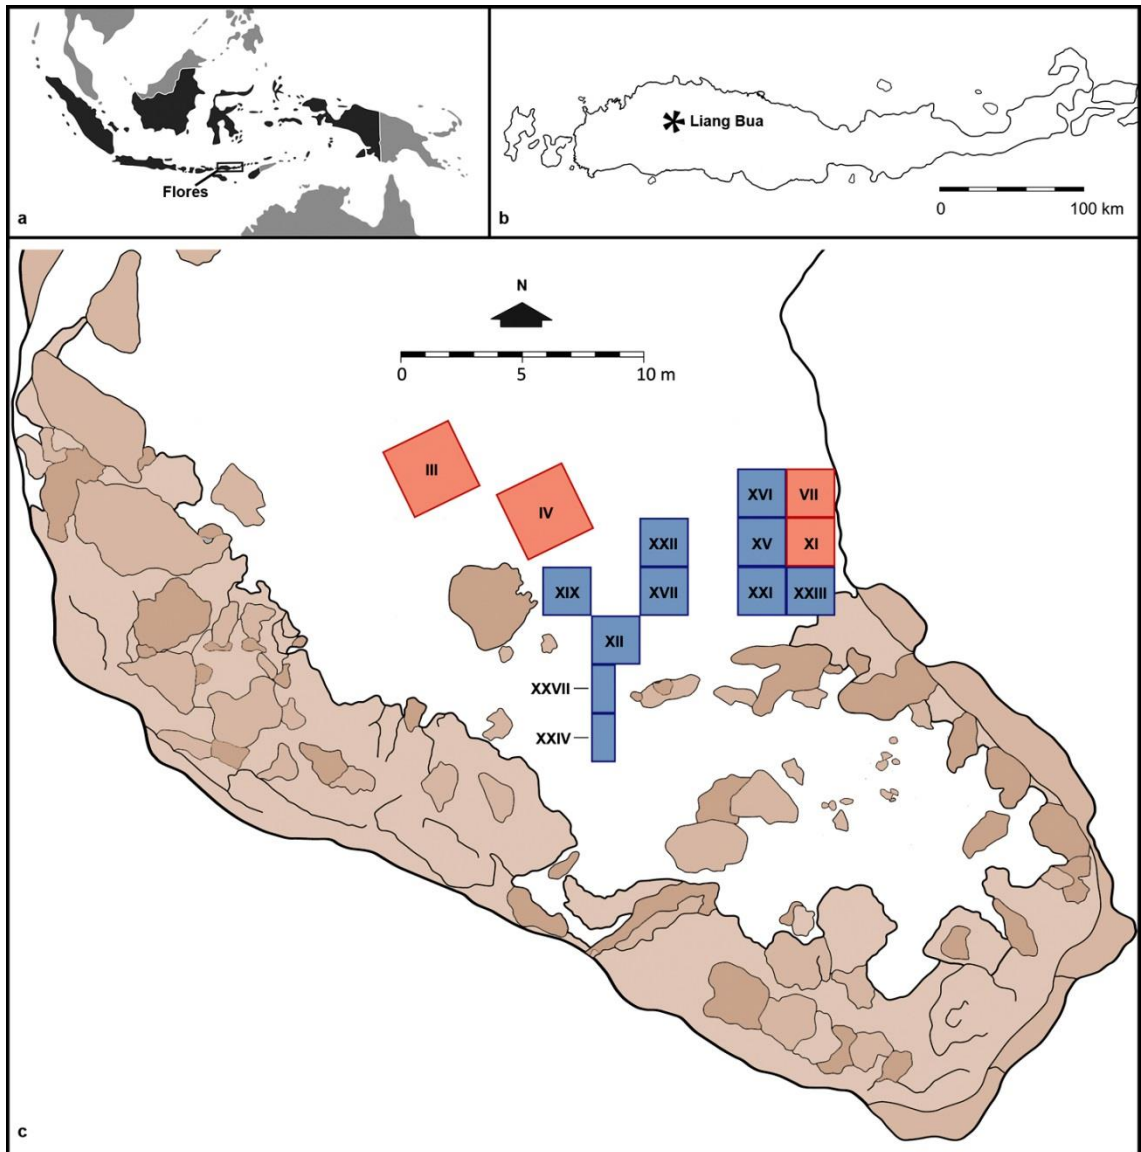 Flores
a
Liang Bua
0 100 km
b
N
0 5 10 m
III
IV
XVI VII
XXII XV XI
XIX XVII XXI XXIII
XII
XXVII
XXIV
c